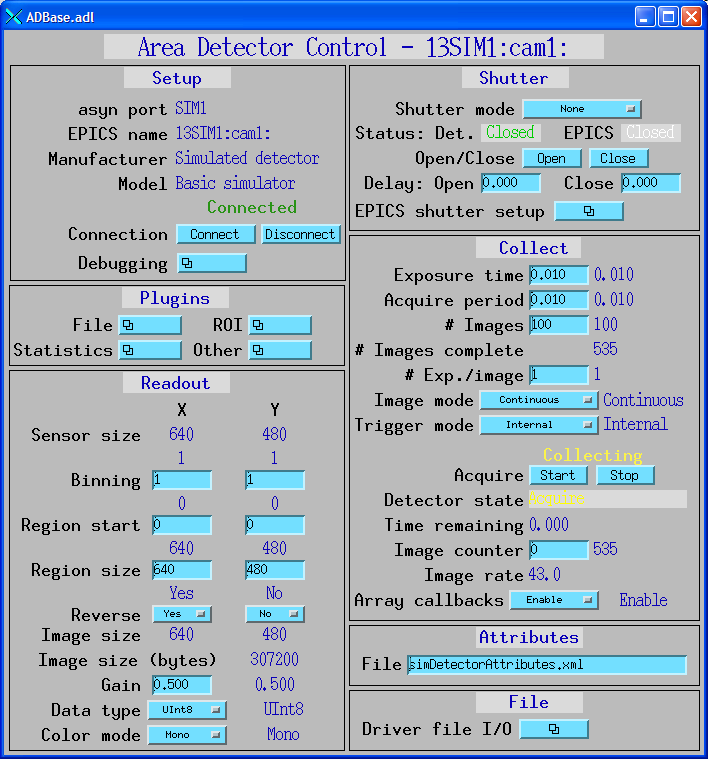 ADBase.adl
Area Detector Control - 13SIM1:cam1:
Setup
asyn port SIM1
EPICS name 13SIM1:cam1:
Manufacturer Simulated detector
Model Basic simulator
Connected
Connection Connect Disconnect
Debugging
Plugins
File ROI
Statistics Other
Readout
X Y
Sensor size 640 480
1 1
Binning 1 1
0 0
Region start 0 0
640 480
Region size 640 480
Yes No
Reverse Yes No
Image size 640 480
Image size (bytes) 307200
Gain 0.500 0.500
Data type UInt8 UInt8
Color mode Mono Mono
Shutter
Shutter mode None
Status: Det. Closed EPICS Closed
Open/Close Open Close
Delay: Open 0.000 Close 0.000
EPICS shutter setup
Collect
Exposure time 0.010 0.010
Acquire period 0.010 0.010
# Images 100 100
# Images complete 535
# Exp./image 1 1
Image mode Continuous Continuous
Trigger mode Internal Internal
Collecting
Acquire Start Stop
Detector state Acquire
Time remaining 0.000
Image counter 0 535
Image rate 43.0
Array callbacks Enable Enable
Attributes
File simDetectorAttributes.xml
File
Driver file I/O